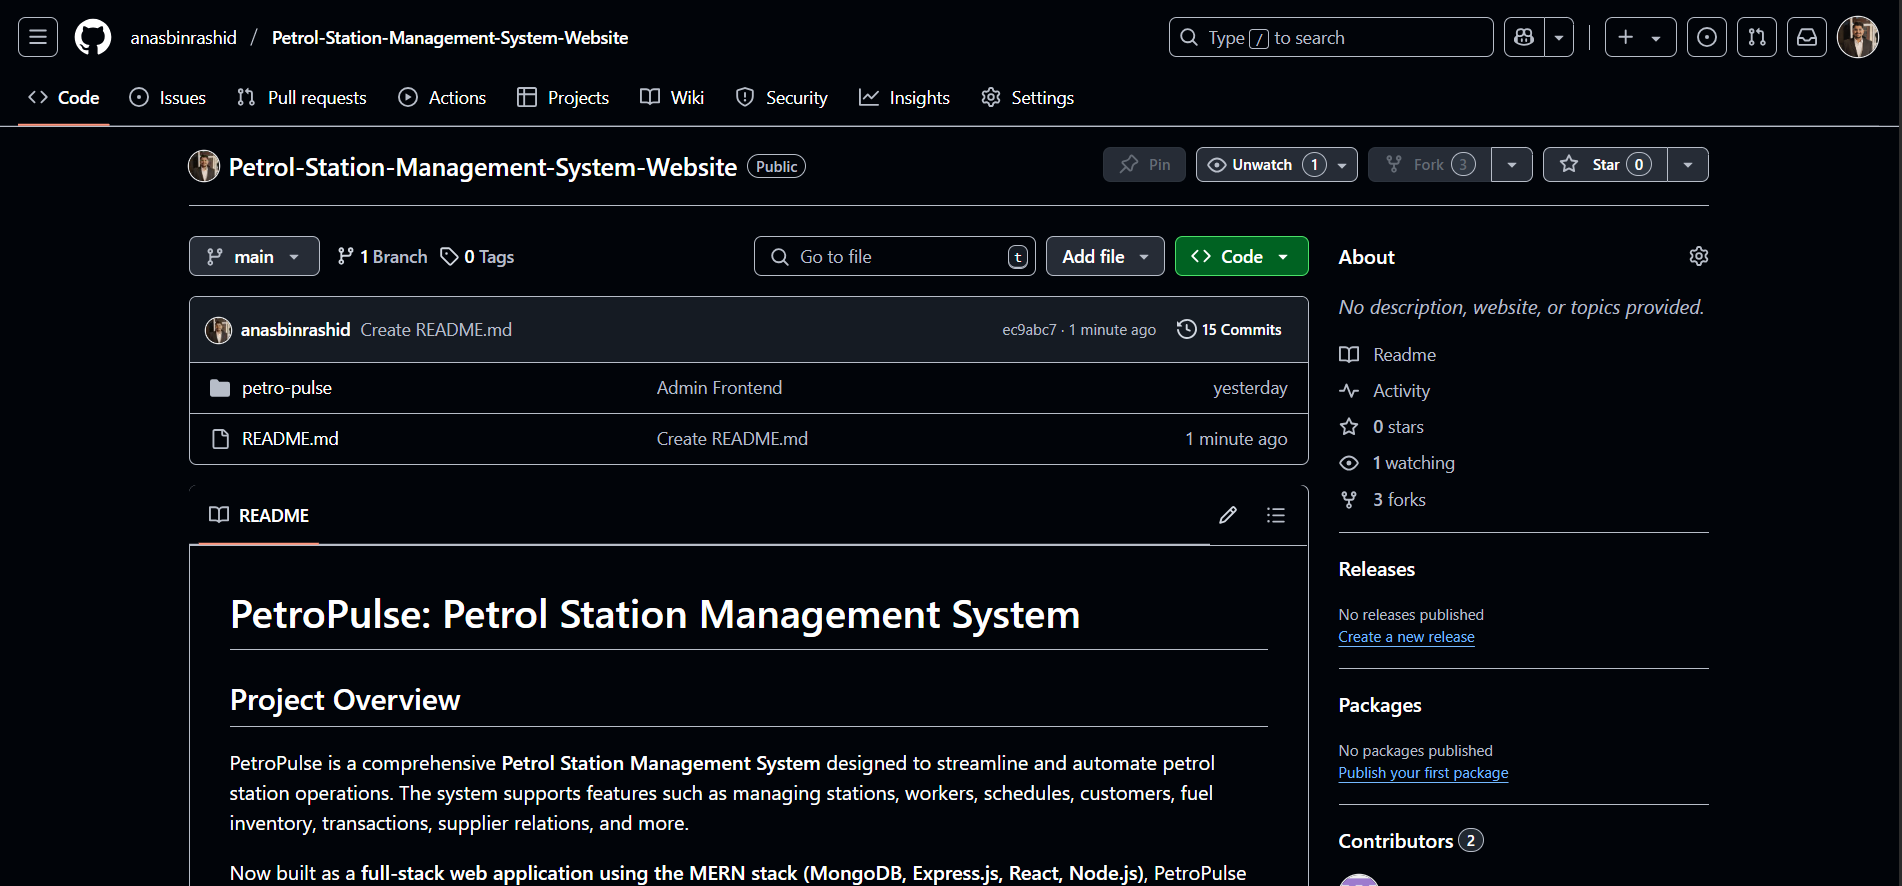 anasbinrashid / Petrol-Station-Management-System-Website
Type / to search
Code
Issues
Pull requests
Actions
Projects
Wiki
Security
Insights
Settings
Petrol-Station-Management-System-Website Public
Pin
Unwatch 1
Fork 3
Star 0
main
1 Branch
0 Tags
Go to file t
Add file
Code
anasbinrashid Create README.md ec9abc7 · 1 minute ago 15 Commits
petro-pulse Admin Frontend yesterday
README.md Create README.md 1 minute ago
README
PetroPulse: Petrol Station Management System
Project Overview
PetroPulse is a comprehensive Petrol Station Management System designed to streamline and automate petrol
station operations. The system supports features such as managing stations, workers, schedules, customers, fuel
inventory, transactions, supplier relations, and more.
Now built as a full-stack web application using the MERN stack (MongoDB, Express.js, React, Node.js), PetroPulse
About
No description, website, or topics provided.
Readme
Activity
0 stars
1 watching
3 forks
Releases
No releases published
Create a new release
Packages
No packages published
Publish your first package
Contributors 2